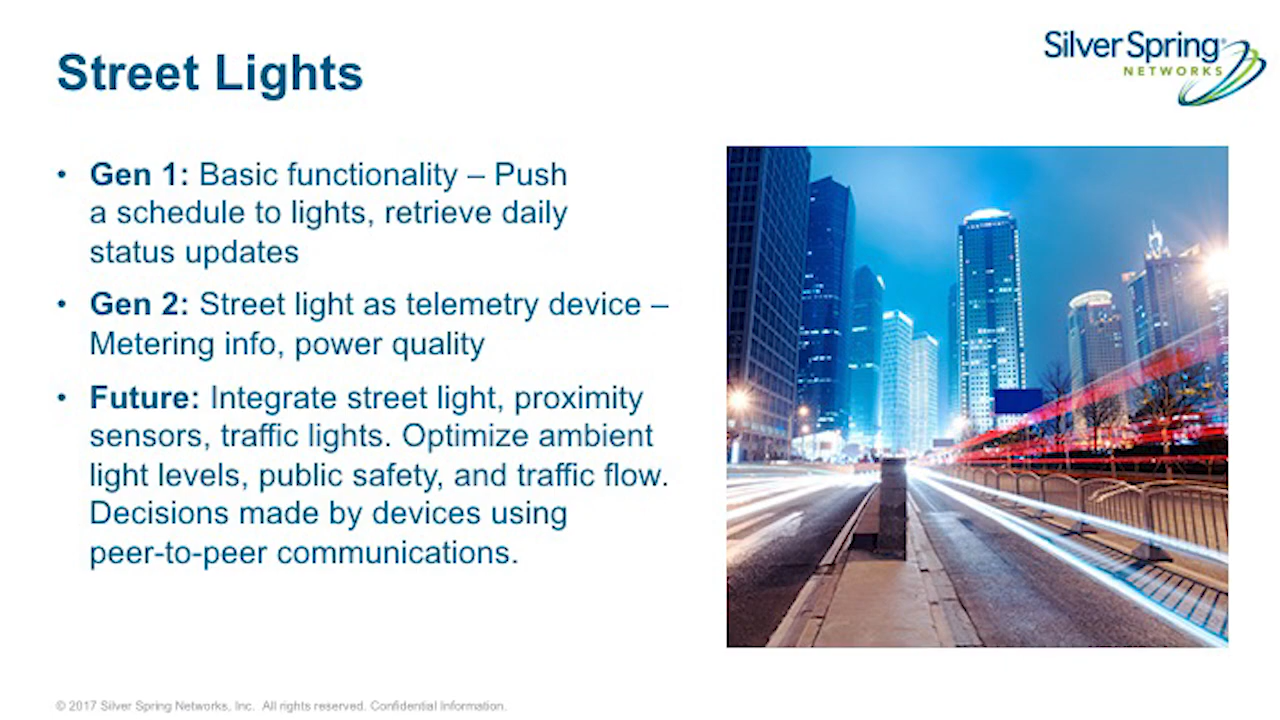 Street Lights
Silver Spring®
NETWORKS
• Gen 1: Basic functionality – Push
a schedule to lights, retrieve daily
status updates
• Gen 2: Street light as telemetry device –
Metering info, power quality
• Future: Integrate street light, proximity
sensors, traffic lights. Optimize ambient
light levels, public safety, and traffic flow.
Decisions made by devices using
peer-to-peer communications.
© 2017 Silver Spring Networks, Inc. All rights reserved. Confidential Information.